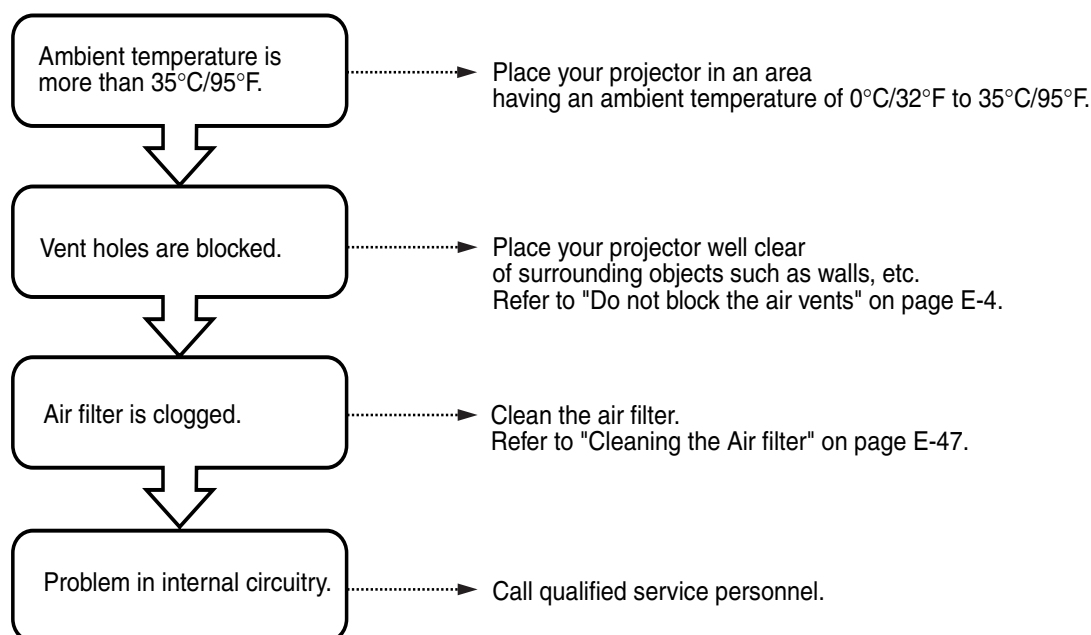 Ambient temperature is
more than 35°C/95°F.
Place your projector in an area
having an ambient temperature of 0°C/32°F to 35°C/95°F.
Vent holes are blocked.
Place your projector well clear
of surrounding objects such as walls, etc.
Refer to "Do not block the air vents" on page E-4.
Air filter is clogged.
Clean the air filter.
Refer to "Cleaning the Air filter" on page E-47.
Problem in internal circuitry.
Call qualified service personnel.